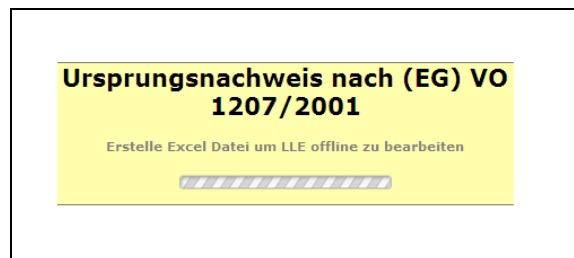 Ursprungsnachweis nach (EG) VO
1207/2001
Erstelle Excel Datei um LLE offline zu bearbeiten